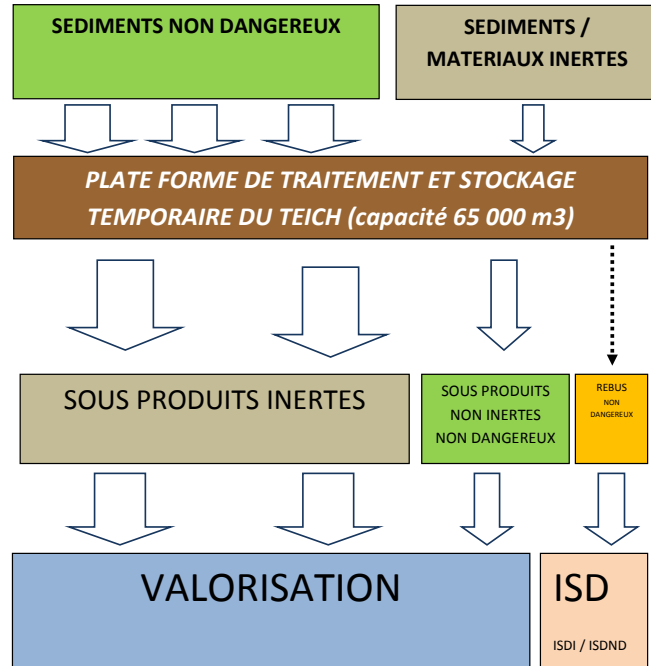 SEDIMENTS NON DANGEREUX
SEDIMENTS /
MATERIAUX INERTES
PLATE FORME DE TRAITEMENT ET STOCKAGE
TEMPORAIRE DU TEICH (capacité 65 000 m3)
SOUS PRODUITS INERTES
SOUS PRODUITS
NON INERTES
NON DANGEREUX
REBUS
NON
DANGEREUX
VALORISATION
ISD
ISDI / ISDND